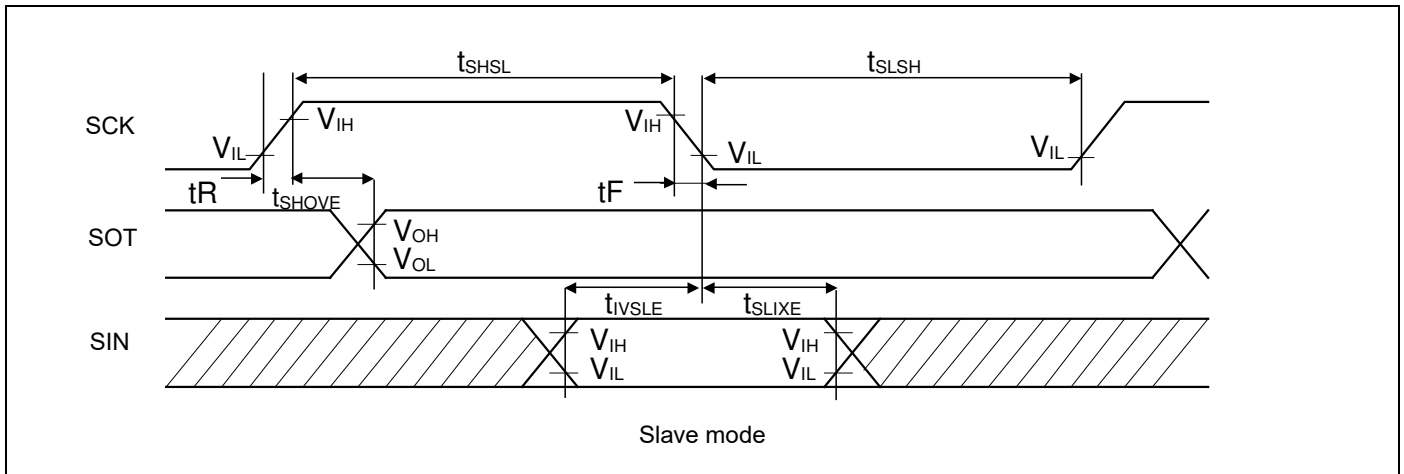 tSHSL
tSLSH
SCK
VIH
VIH
VIL
VIL
VIL
tR
tSHOVE
tF
SOT
VOH
VOL
tIVSLE
tSLIXE
SIN
VIH
VIH
VIL
VIL
Slave mode